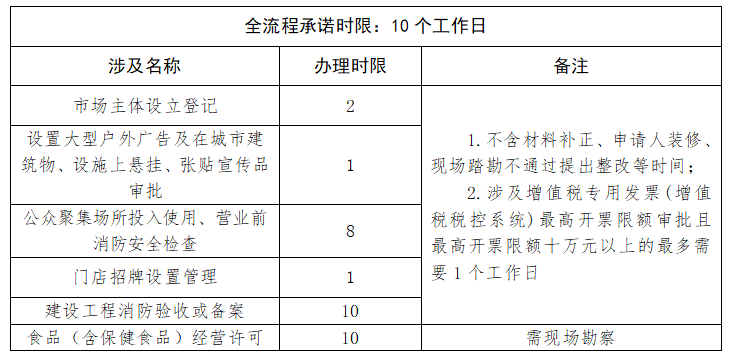 全流程承诺时限：10 个工作日
涉及名称
办理时限
备注
市场主体设立登记
2
设置大型户外广告及在城市建
筑物、设施上悬挂、张贴宣传品
审批
1
公众聚集场所投入使用、营业前
消防安全检查
8
门店招牌设置管理
1
建设工程消防验收或备案
10
1.不含材料补正、申请人装修、
现场踏勘不通过提出整改等时间；
2.涉及增值税专用发票(增值
税税控系统)最高开票限额审批且
最高开票限额十万元以上的最多需
要 1 个工作日
食品（含保健食品）经营许可
10
需现场勘察